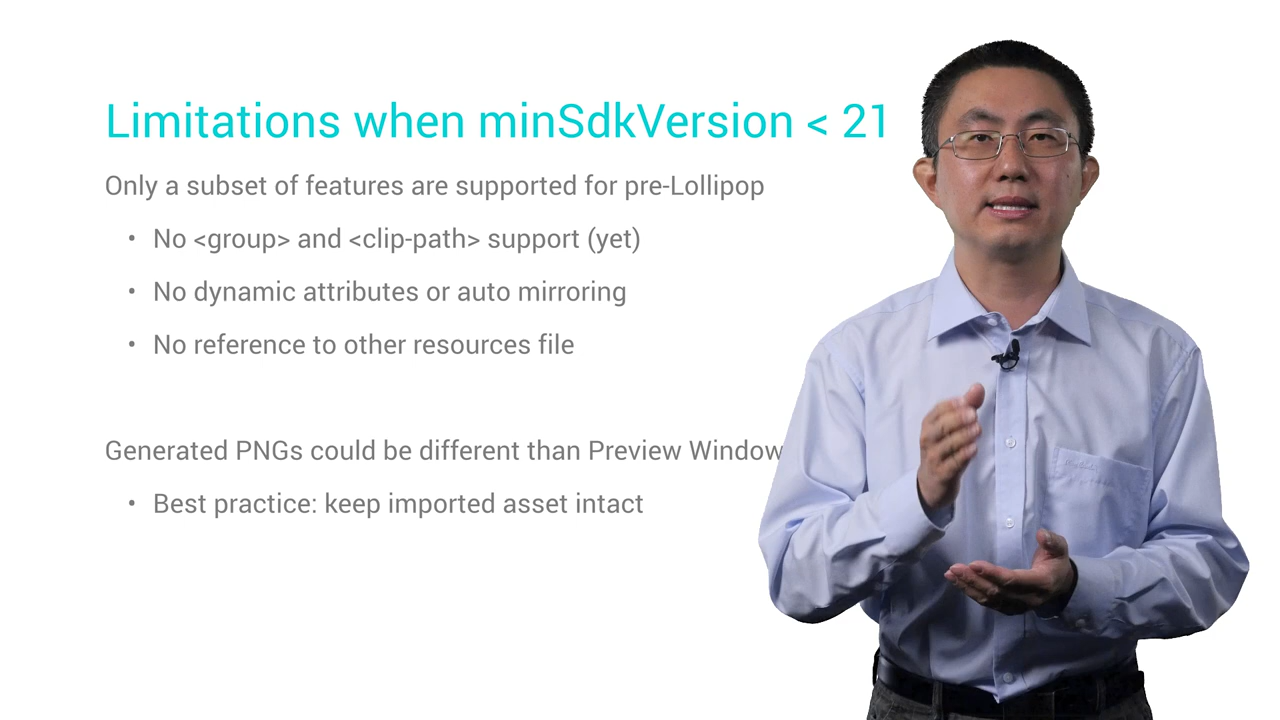 Limitations when minSdkVersion < 21
Only a subset of features are supported for pre-Lollipop
• No <group> and <clip-path> support (yet)
• No dynamic attributes or auto mirroring
• No reference to other resources file
Generated PNGs could be different than Preview Window
• Best practice: keep imported asset intact